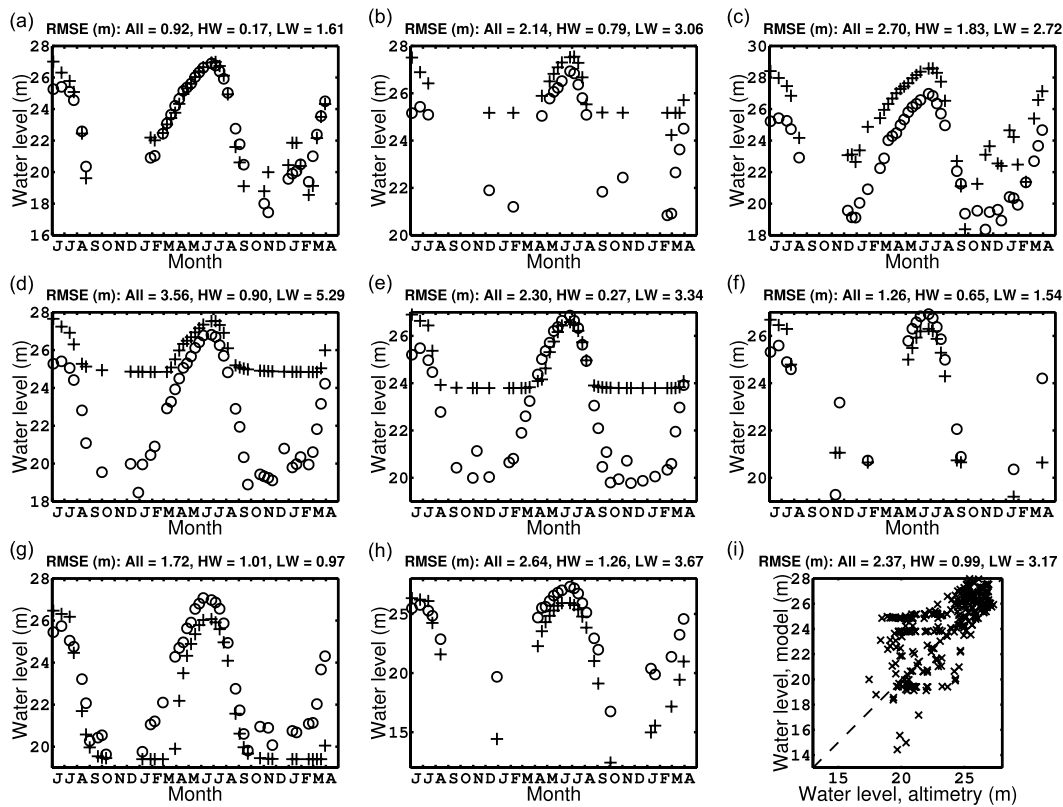 (a)
RMSE (m): All = 0.92, HW = 0.17, LW = 1.61
28
26
24
22
20
18
16
Water level (m)
J J A S O N D J F M A M J J A S O N D J F M A
Month
(b)
RMSE (m): All = 2.14, HW = 0.79, LW = 3.06
28
26
24
22
20
Water level (m)
J J A S O N D J F M A M J J A S O N D J F M A
Month
(c)
RMSE (m): All = 2.70, HW = 1.83, LW = 2.72
30
28
26
24
22
20
18
Water level (m)
J J A S O N D J F M A M J J A S O N D J F M A
Month
(d)
RMSE (m): All = 3.56, HW = 0.90, LW = 5.29
28
26
24
22
20
18
Water level (m)
J J A S O N D J F M A M J J A S O N D J F M A
Month
(e)
RMSE (m): All = 2.30, HW = 0.27, LW = 3.34
26
24
22
20
Water level (m)
J J A S O N D J F M A M J J A S O N D J F M A
Month
(f)
RMSE (m): All = 1.26, HW = 0.65, LW = 1.54
26
24
22
20
18
Water level (m)
J J A S O N D J F M A M J J A S O N D J F M A
Month
(g)
RMSE (m): All = 1.72, HW = 1.01, LW = 0.97
28
26
24
22
20
Water level (m)
J J A S O N D J F M A M J J A S O N D J F M A
Month
(h)
RMSE (m): All = 2.64, HW = 1.26, LW = 3.67
25
20
15
Water level (m)
J J A S O N D J F M A M J J A S O N D J F M A
Month
(i)
RMSE (m): All = 2.37, HW = 0.99, LW = 3.17
28
26
24
22
20
18
16
14
Water level, model (m)
15 20 25
Water level, altimetry (m)